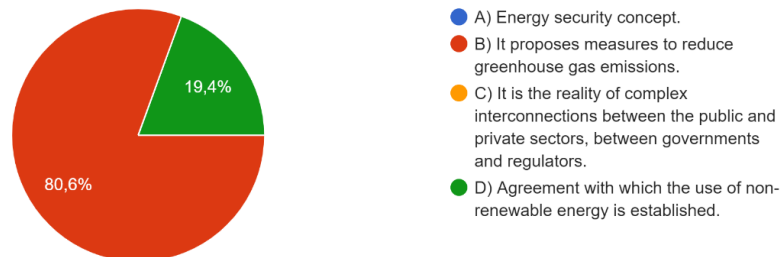 A) Energy security concept.
B) It proposes measures to reduce
greenhouse gas emissions.
19,4%
C) It is the reality of complex
interconnections between the public and
private sectors, between governments
and regulators.
80,6%
D) Agreement with which the use of non-
renewable energy is established.